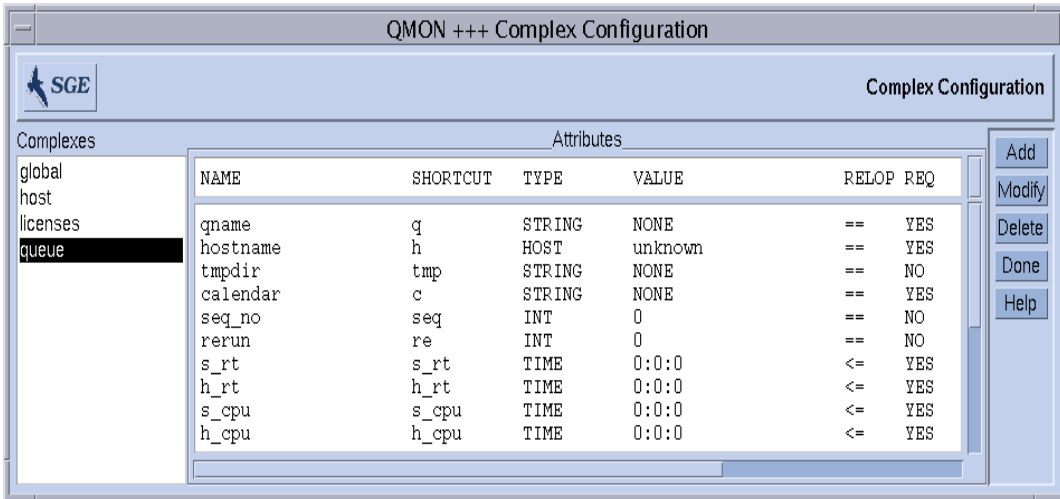 QMON +++ Complex Configuration
SGE
Complex Configuration
Complexes
global
host
licenses
queue
Attributes
NAME SHORTCUT TYPE VALUE RELOP REQ
qname q STRING NONE == YES
hostname h HOST unknown == YES
tmpdir tmp STRING NONE == NO
calendar c STRING NONE == YES
seq_no seq INT 0 == NO
rerun re INT 0 == NO
s_rt s_rt TIME 0:0:0 <= YES
h_rt h_rt TIME 0:0:0 <= YES
s_cpu s_cpu TIME 0:0:0 <= YES
h_cpu h_cpu TIME 0:0:0 <= YES
Add
Modify
Delete
Done
Help